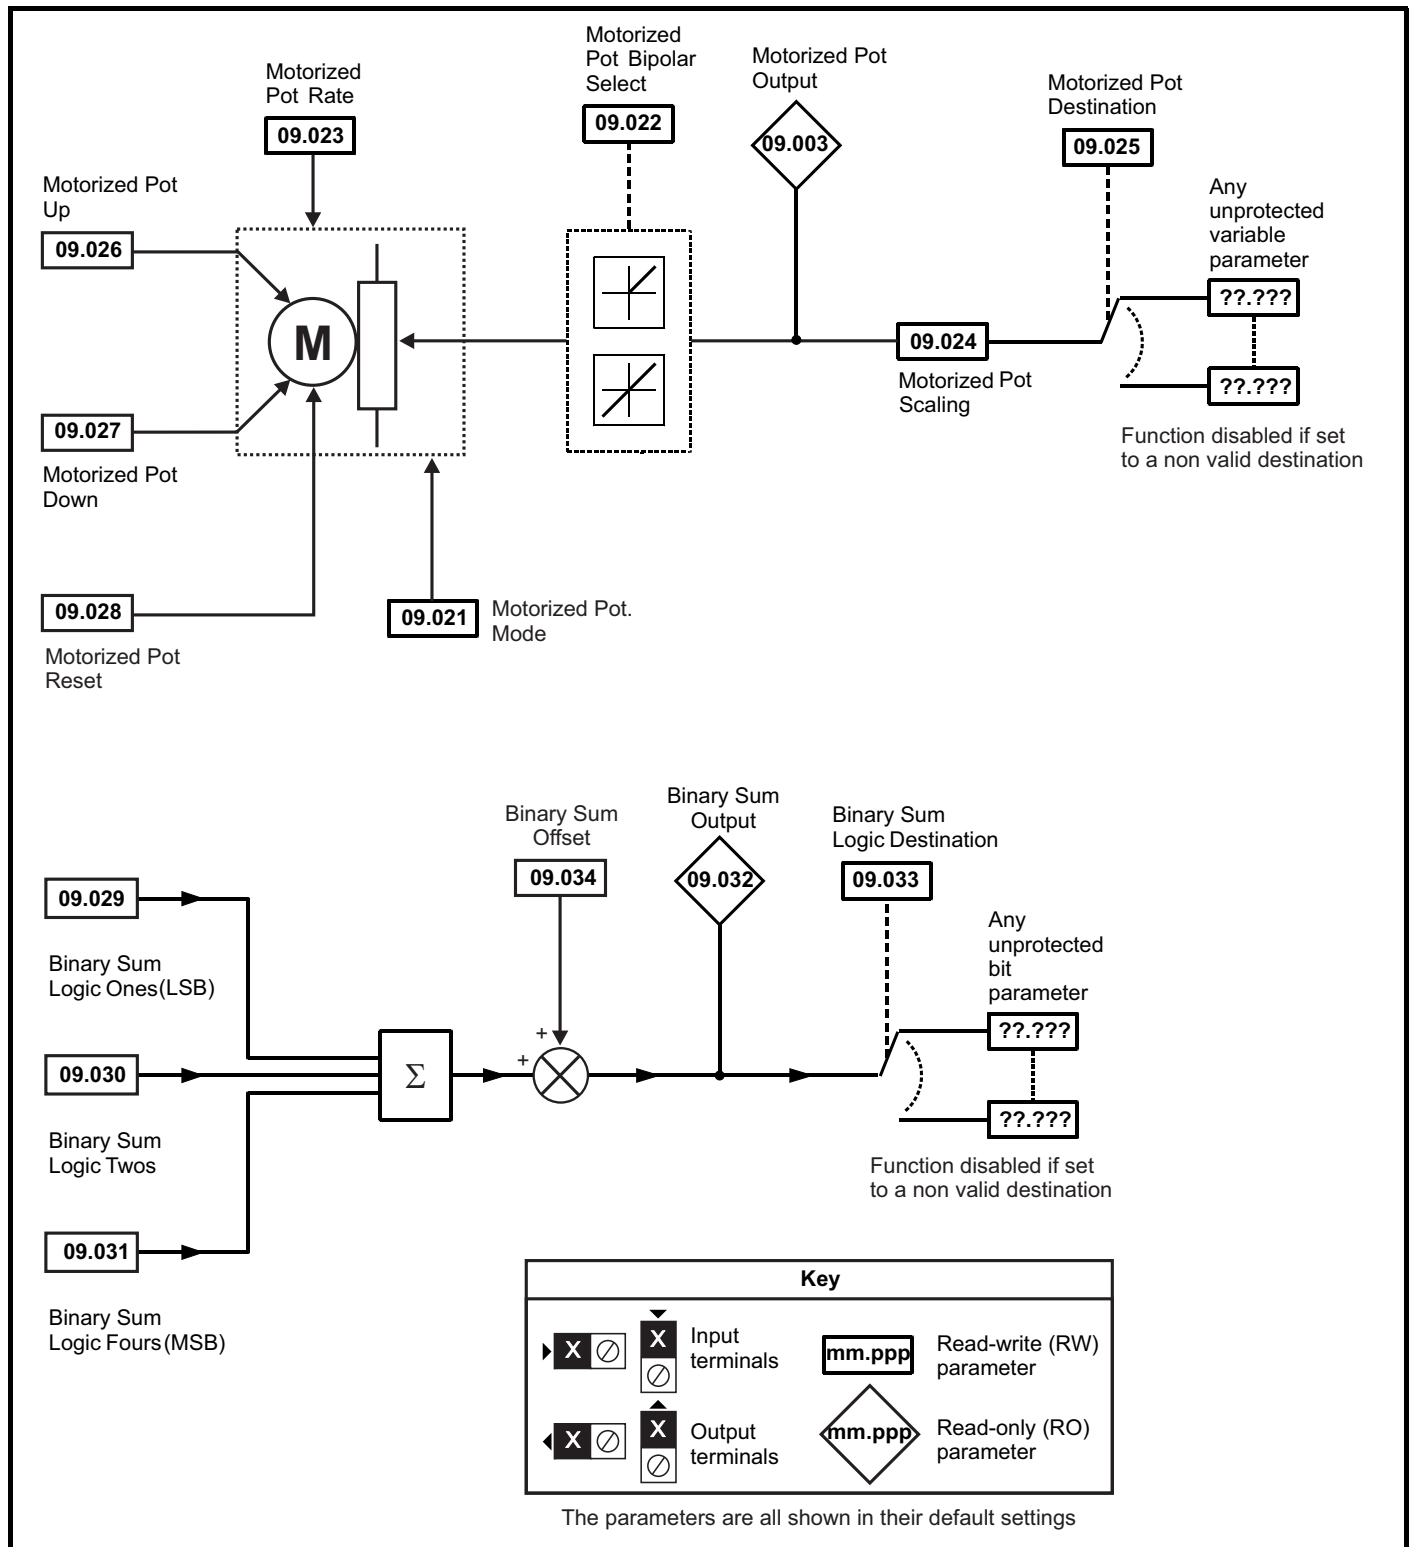 Motorized
Pot Rate
09.023
Motorized
Pot Bipolar
Select
09.022
Motorized Pot
Output
09.003
Motorized Pot
Destination
09.025
Motorized Pot
Up
09.026
Any
unprotected
variable
parameter
??.???
??.???
M
09.024
Motorized Pot
Scaling
09.027
Motorized Pot
Down
Function disabled if set
to a non valid destination
09.028
Motorized Pot
Reset
09.021
Motorized Pot.
Mode
Binary Sum
Offset
09.034
Binary Sum
Output
09.032
Binary Sum
Logic Destination
09.033
09.029
Binary Sum
Logic Ones(LSB)
Any
unprotected
bit
parameter
??.???
??.???
+
+
Σ
09.030
Binary Sum
Logic Twos
Function disabled if set
to a non valid destination
09.031
Binary Sum
Logic Fours(MSB)
Key
X
X
Input
terminals
mm.ppp
Read-write (RW)
parameter
X
X
Output
terminals
mm.ppp
Read-only (RO)
parameter
The parameters are all shown in their default settings